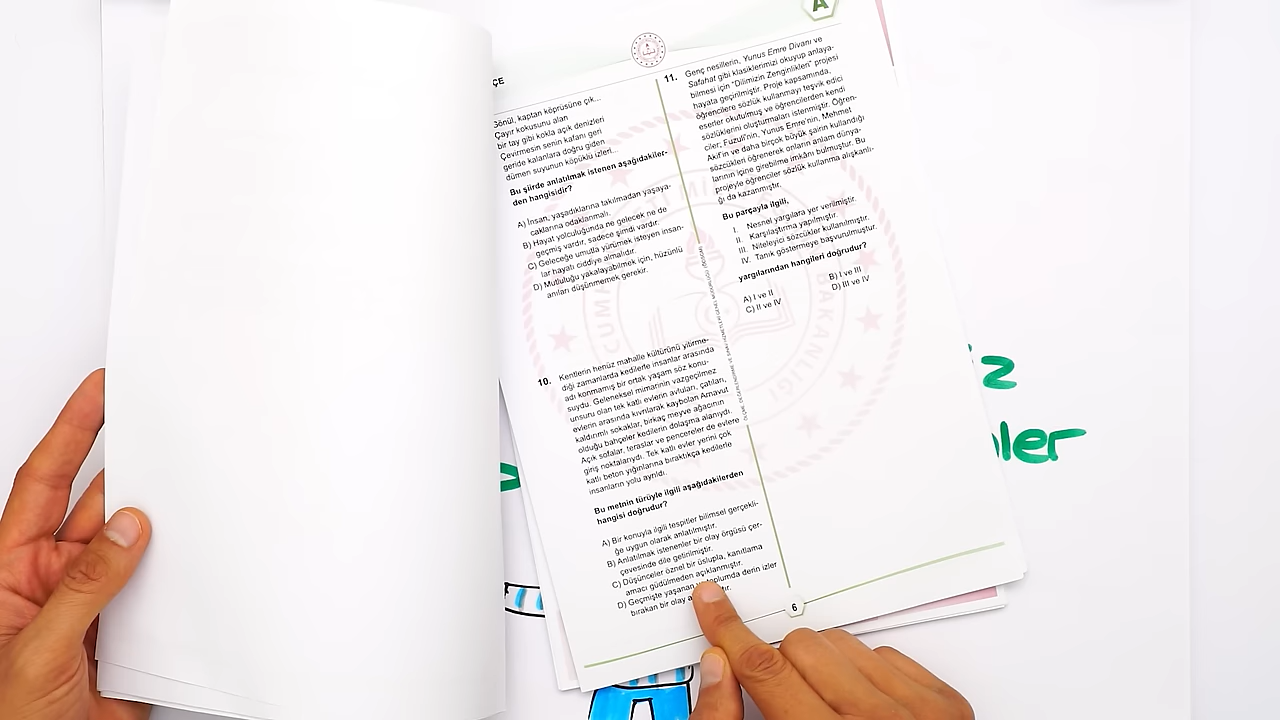 A
ÇE
Gönül, kaptan köprüsüne çık...
Çayır kokusunu alan
bir tay gibi kokla açık denizleri
Çevirmesin senin kafanı geri
geride kalanlara doğru giden
dümen suyunun köpüklü izleri...
Bu şiirde anlatılmak istenen aşağıdakiler-
den hangisidir?
A) İnsan, yaşadıklarına takılmadan yaşaya-
caklarına odaklanmalı.
B) Hayat yolculuğunda ne gelecek ne de
geçmiş vardır, sadece şimdi vardır.
C) Geleceğe umutla yürümek isteyen insan-
lar hayatı ciddiye almalıdır.
D) Mutluluğu yakalayabilmek için, hüzünlü
anıları düşünmemek gerekir.
10. Kentlerin henüz mahalle kültürünü yitirme-
diği zamanlarda kedilerle insanlar arasında
adı konmamış bir ortak yaşam söz konu-
suydu. Geleneksel mimarinin vazgeçilmez
unsuru olan tek katlı evlerin avluları, çatıları,
evlerin arasında kıvrılarak kaybolan Arnavut
kaldırımlı sokaklar, birkaç meyve ağacının
olduğu bahçeler kedilerin dolaşma alanıydı.
Açık sofalar, teraslar ve pencereler de evlere
giriş noktalarıydı. Tek katlı evler yerini çok
katlı beton yığınlarına bıraktıkça kedilerle
insanların yolu ayrıldı.
Bu metnin türüyle ilgili aşağıdakilerden
hangisi doğrudur?
A) Bir konuyla ilgili tespitler bilimsel gerçekli-
ğe uygun olarak anlatılmıştır.
B) Anlatılmak istenenler bir olay örgüsü çer-
çevesinde dile getirilmiştir.
C) Düşünceler öznel bir üslupla, kanıtlama
amacı güdülmeden açıklanmıştır.
D) Geçmişte yaşanan toplumda derin izler
bırakan bir olay
11. Genç nesillerin, Yunus Emre Divanı ve
Safahat gibi klasiklerimizi okuyup anlaya-
bilmesi için "Dilimizin Zenginlikleri" projesi
hayata geçirilmiştir. Proje kapsamında,
öğrencilere sözlük kullanmayı teşvik edici
eserler okutulmuş ve öğrencilerden kendi
sözlüklerini oluşturmaları istenmiştir. Öğren-
ciler, Fuzuli'nin, Yunus Emre'nin, Mehmet
Akif'in ve daha birçok büyük şairin kullandığı
sözcükleri öğrenerek onların anlam dünya-
larının içine girebilme imkânı bulmuştur. Bu
projeyle öğrenciler sözlük kullanma alışkanlı-
ğı da kazanmıştır.
Bu parçayla ilgili,
I. Nesnel yargılara yer verilmiştir.
II. Karşılaştırma yapılmıştır.
III. Niteleyici sözcükler kullanılmıştır.
IV. Tanık göstermeye başvurulmuştur.
yargılarından hangileri doğrudur?
A) I ve II
B) I ve III
C) II ve IV
D) III ve IV
BAKANLIĞI
6
iz
ler